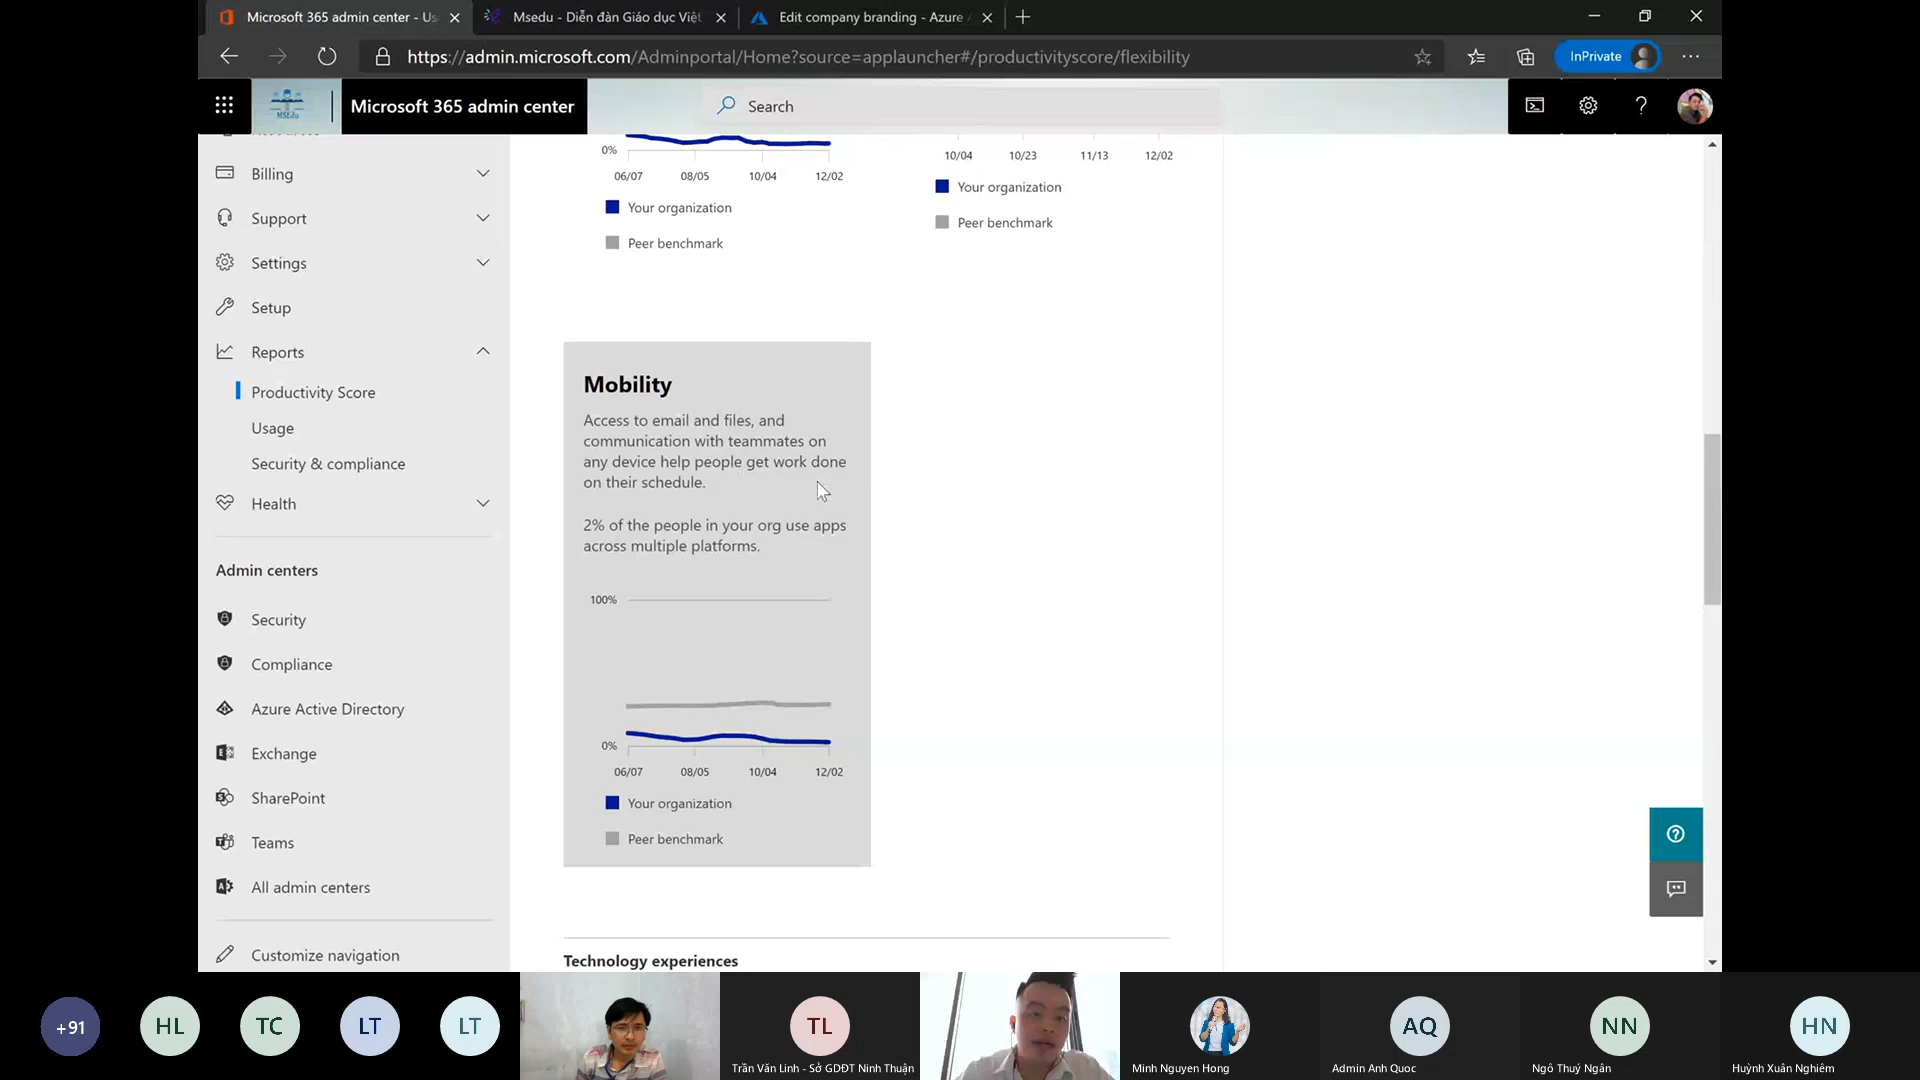 Microsoft 365 admin center - Us
Msedu - Diễn đàn Giáo dục Việt
Edit company branding - Azure A
https://admin.microsoft.com/Adminportal/Home?source=applauncher#/productivityscore/flexibility
InPrivate
MSEdu
Microsoft 365 admin center
Search
Billing
Support
Settings
Setup
Reports
Productivity Score
Usage
Security & compliance
Health
Admin centers
Security
Compliance
Azure Active Directory
Exchange
SharePoint
Teams
All admin centers
Customize navigation
0%
06/07 08/05 10/04 12/02
Your organization
Peer benchmark
10/04 10/23 11/13 12/02
Your organization
Peer benchmark
Mobility
Access to email and files, and
communication with teammates on
any device help people get work done
on their schedule.
2% of the people in your org use apps
across multiple platforms.
100%
0%
06/07 08/05 10/04 12/02
Your organization
Peer benchmark
Technology experiences
+91
HL
TC
LT
LT
TL
Trần Văn Linh - Sở GDĐT Ninh Thuận
Minh Nguyen Hong
AQ
Admin Anh Quoc
NN
Ngô Thuý Ngân
HN
Huỳnh Xuân Nghiêm